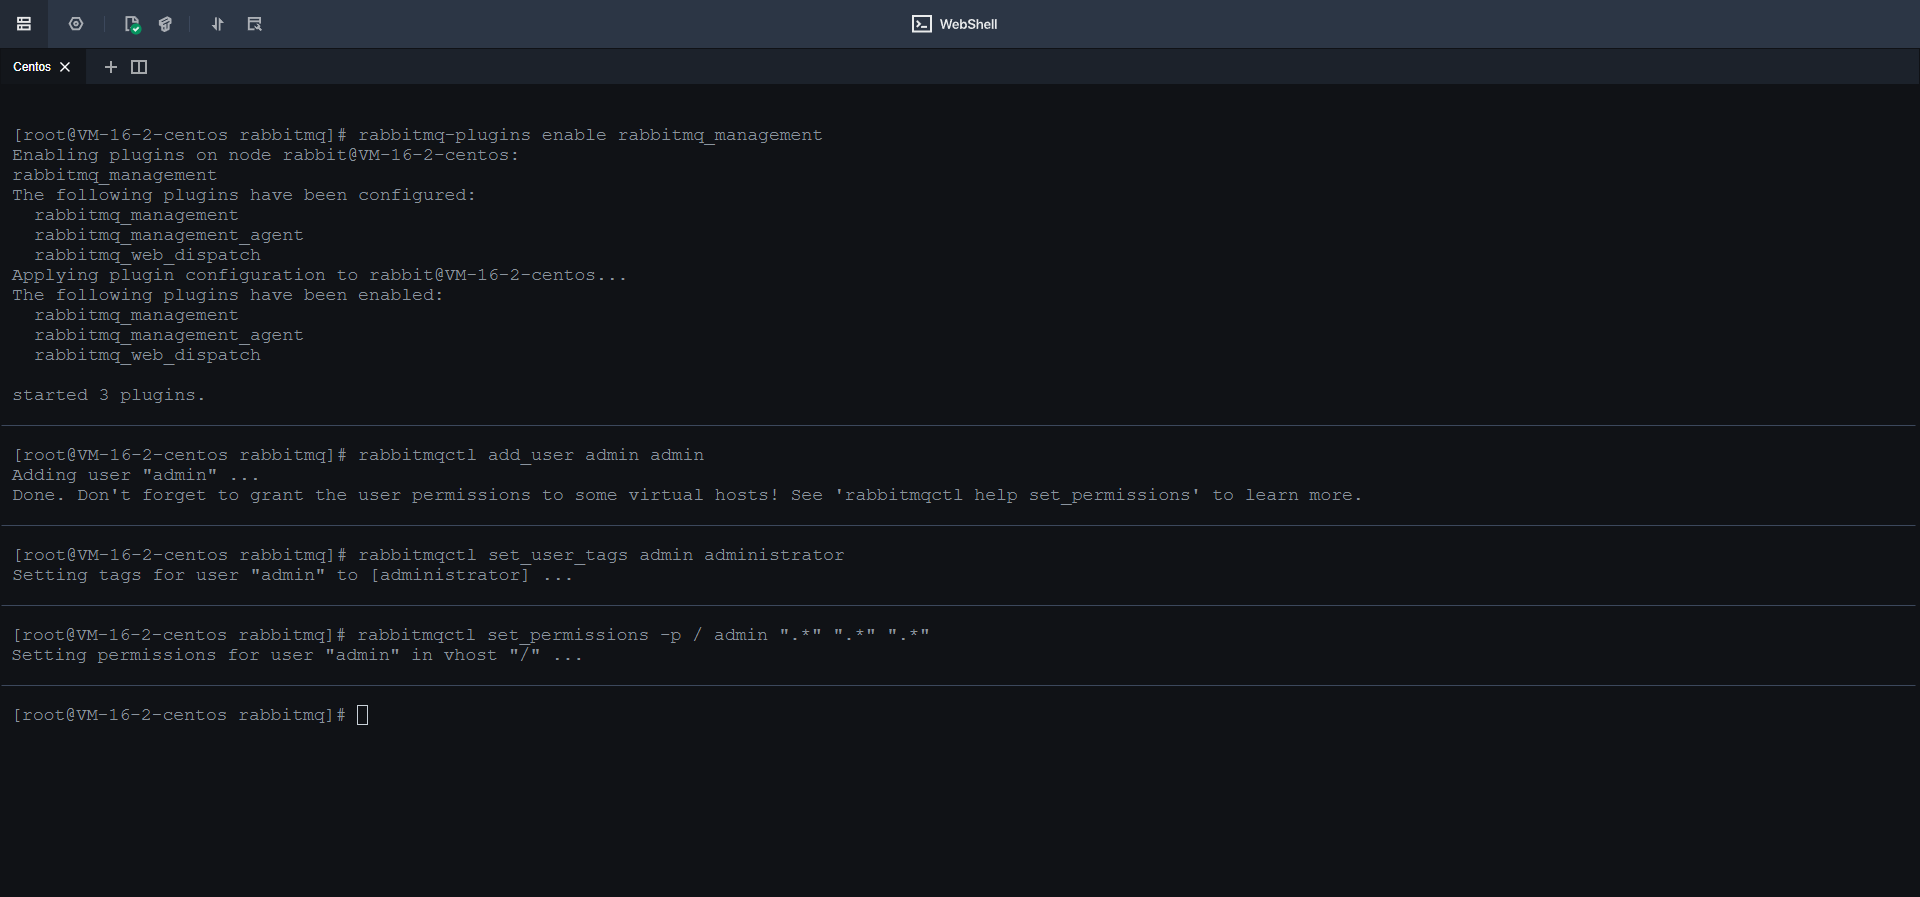 WebShell
Centos
[root@VM-16-2-centos rabbitmq]# rabbitmq-plugins enable rabbitmq_management
Enabling plugins on node rabbit@VM-16-2-centos:
rabbitmq_management
The following plugins have been configured:
  rabbitmq_management
  rabbitmq_management_agent
  rabbitmq_web_dispatch
Applying plugin configuration to rabbit@VM-16-2-centos...
The following plugins have been enabled:
  rabbitmq_management
  rabbitmq_management_agent
  rabbitmq_web_dispatch
started 3 plugins.
[root@VM-16-2-centos rabbitmq]# rabbitmqctl add_user admin admin
Adding user "admin" ...
Done. Don't forget to grant the user permissions to some virtual hosts! See 'rabbitmqctl help set_permissions' to learn more.
[root@VM-16-2-centos rabbitmq]# rabbitmqctl set_user_tags admin administrator
Setting tags for user "admin" to [administrator] ...
[root@VM-16-2-centos rabbitmq]# rabbitmqctl set_permissions -p / admin ".*" ".*" ".*"
Setting permissions for user "admin" in vhost "/" ...
[root@VM-16-2-centos rabbitmq]#